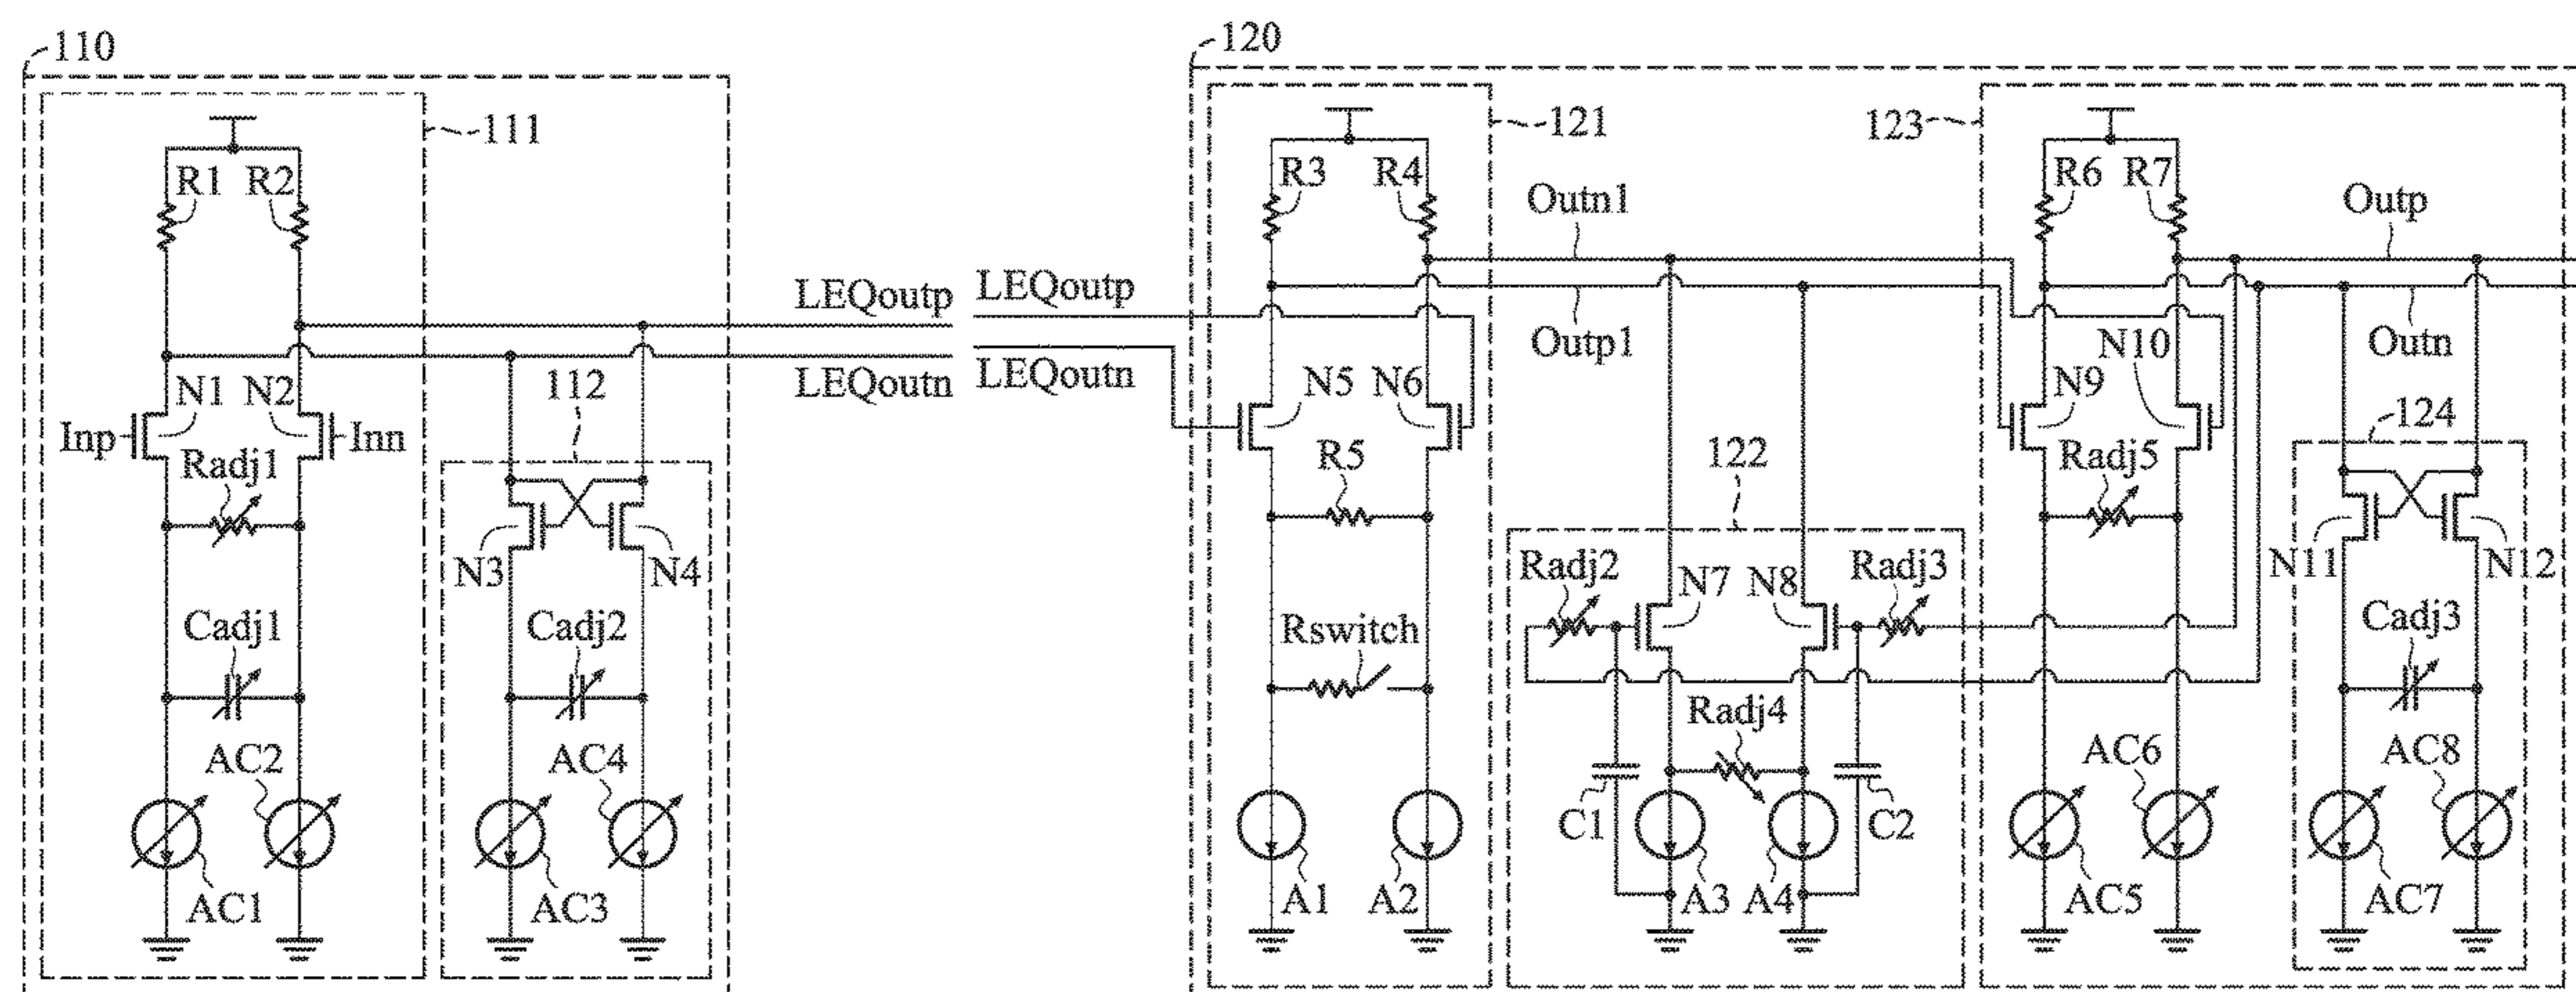 110
111
R1
R2
N1
N2
Inp
Inn
Radj1
Cadj1
AC2
AC1
112
N3
N4
Cadj2
AC4
AC3
LEQoutp
LEQoutn
LEQoutp
LEQoutn
120
121
R3
R4
N5
N6
R5
Rswitch
A1
A2
Outn1
Outp1
122
Radj2
N7
N8
Radj3
Radj4
C1
C2
A3
A4
123
R6
R7
Outp
Outn
N10
N9
Radj5
AC6
AC5
124
N11
N12
Cadj3
AC8
AC7